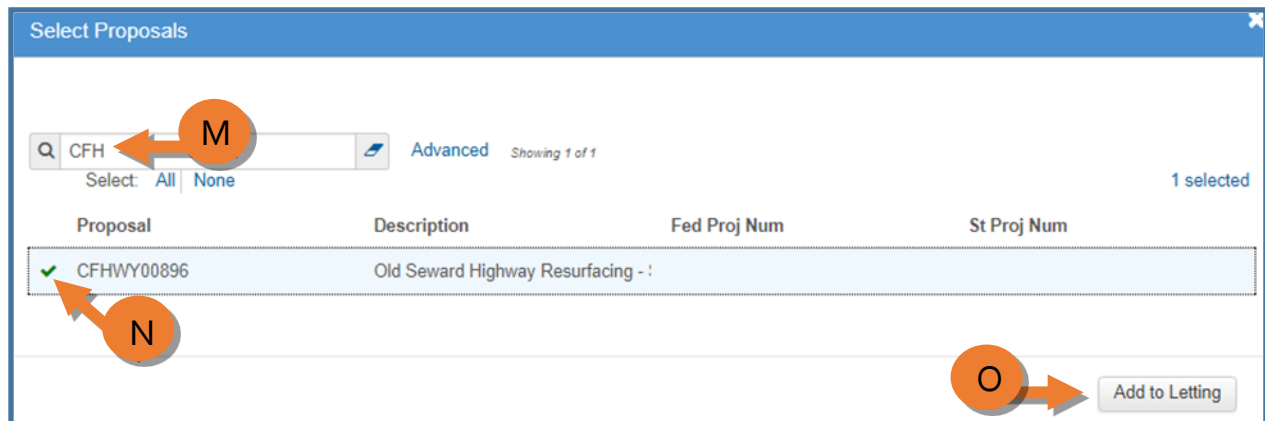 Select Proposals
M
CFH Advanced Showing 1 of 1
Select: All None 1 selected
Proposal Description Fed Proj Num St Proj Num
CFHWY00896 Old Seward Highway Resurfacing -
N
O
Add to Letting